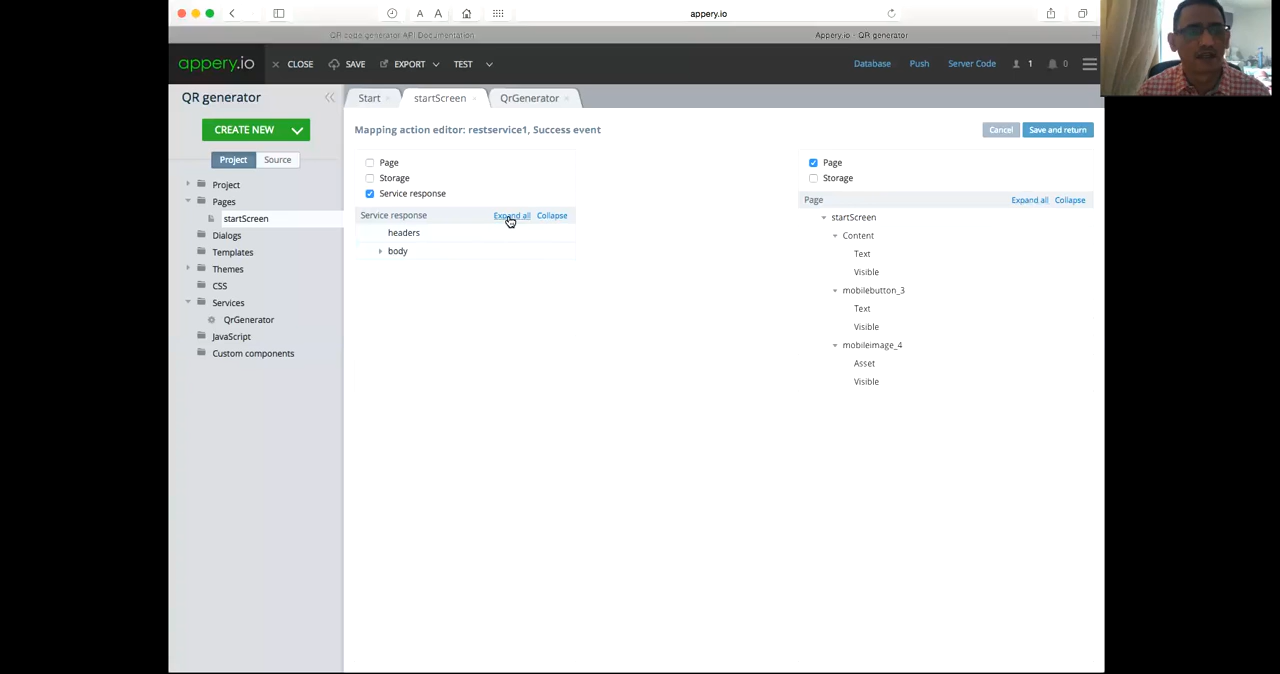 A A appery.io
QR code generator API Documentation Appery.io - QR generator
appery.io × CLOSE SAVE EXPORT TEST Database Push Server Code 1 0
QR generator Start startScreen × QrGenerator ×
Mapping action editor: restservice1, Success event Cancel Save and return
CREATE NEW
Project Source
Project
Pages
startScreen
Dialogs
Templates
Themes
CSS
Services
QrGenerator
JavaScript
Custom components
Page
Storage
Service response
Service response Expand all Collapse
headers
body
Page
Storage
Page Expand all Collapse
startScreen
Content
Text
Visible
mobilebutton_3
Text
Visible
mobileimage_4
Asset
Visible